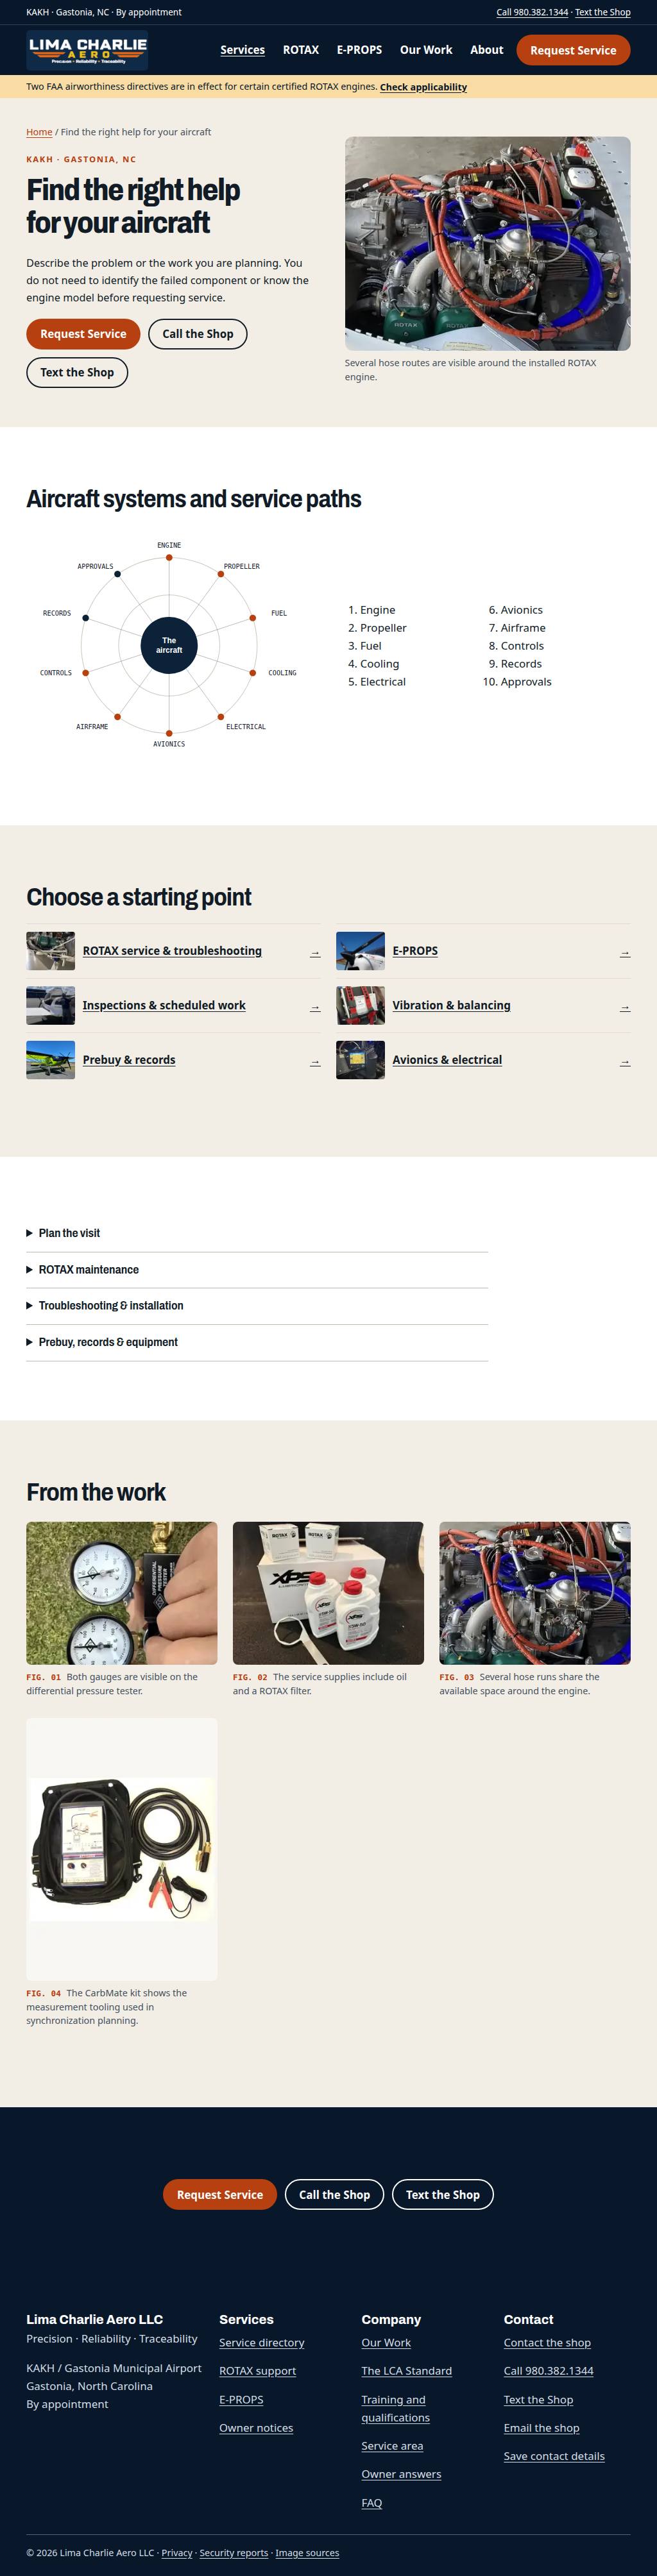 KAKH · Gastonia, NC · By appointment
Call 980.382.1344 · Text the Shop
LIMA CHARLIE
AERO
Precision • Reliability • Traceability
Services
ROTAX
E-PROPS
Our Work
About
Request Service
Two FAA airworthiness directives are in effect for certain certified ROTAX engines. Check applicability
Home / Find the right help for your aircraft
KAKH · GASTONIA, NC
Find the right help
for your aircraft
Describe the problem or the work you are planning. You
do not need to identify the failed component or know the
engine model before requesting service.
Request Service
Call the Shop
Text the Shop
ROTAX
Several hose routes are visible around the installed ROTAX
engine.
Aircraft systems and service paths
ENGINE
PROPELLER
FUEL
COOLING
ELECTRICAL
AVIONICS
AIRFRAME
CONTROLS
RECORDS
APPROVALS
The
aircraft
1. Engine
2. Propeller
3. Fuel
4. Cooling
5. Electrical
6. Avionics
7. Airframe
8. Controls
9. Records
10. Approvals
Choose a starting point
ROTAX service & troubleshooting →
E-PROPS →
Inspections & scheduled work →
Vibration & balancing →
Prebuy & records →
Avionics & electrical →
Plan the visit
ROTAX maintenance
Troubleshooting & installation
Prebuy, records & equipment
From the work
DIFFERENTIAL
PRESSURE
TESTER
FIG. 01 Both gauges are visible on the
differential pressure tester.
ROTAX
ROTAX
XPS
FIG. 02 The service supplies include oil
and a ROTAX filter.
FIG. 03 Several hose runs share the
available space around the engine.
FIG. 04 The CarbMate kit shows the
measurement tooling used in
synchronization planning.
Request Service
Call the Shop
Text the Shop
Lima Charlie Aero LLC
Precision · Reliability · Traceability
KAKH / Gastonia Municipal Airport
Gastonia, North Carolina
By appointment
Services
Service directory
ROTAX support
E-PROPS
Owner notices
Company
Our Work
The LCA Standard
Training and
qualifications
Service area
Owner answers
FAQ
Contact
Contact the shop
Call 980.382.1344
Text the Shop
Email the shop
Save contact details
© 2026 Lima Charlie Aero LLC · Privacy · Security reports · Image sources